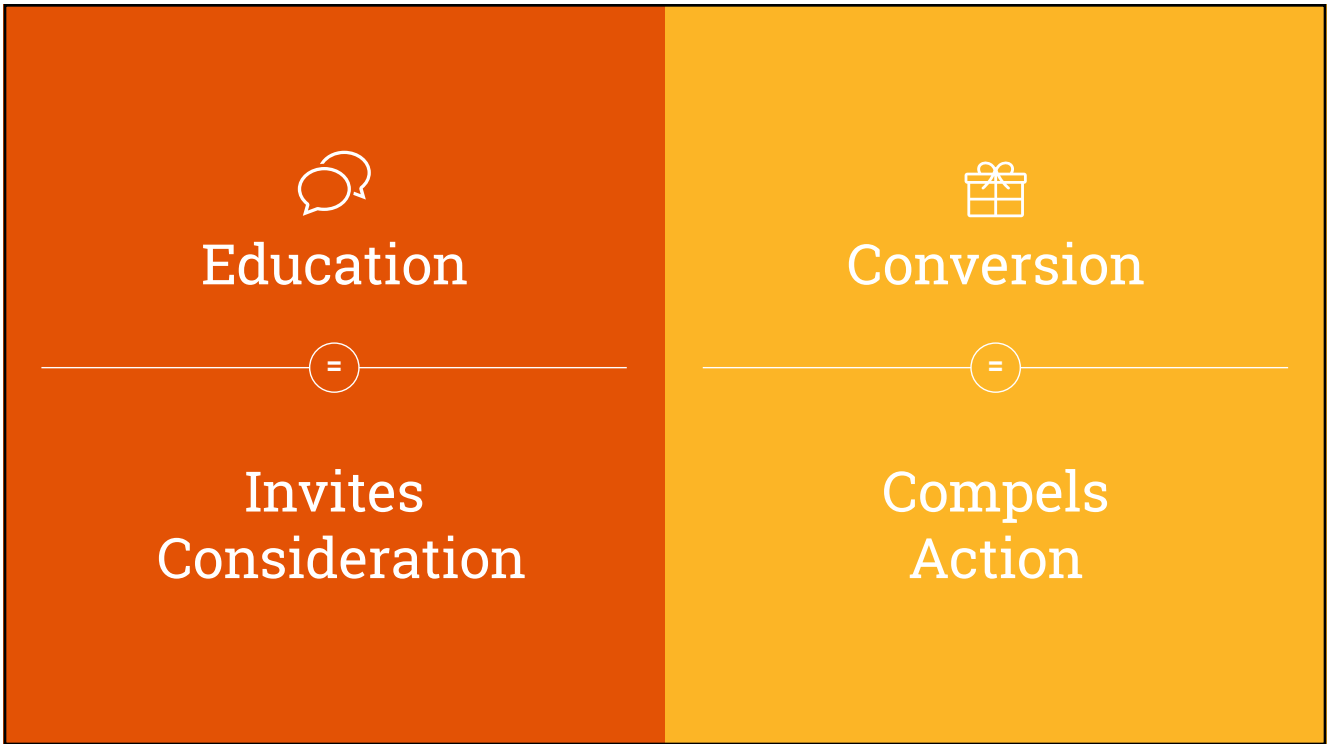 Education
=
Invites
Consideration
Conversion
=
Compels
Action